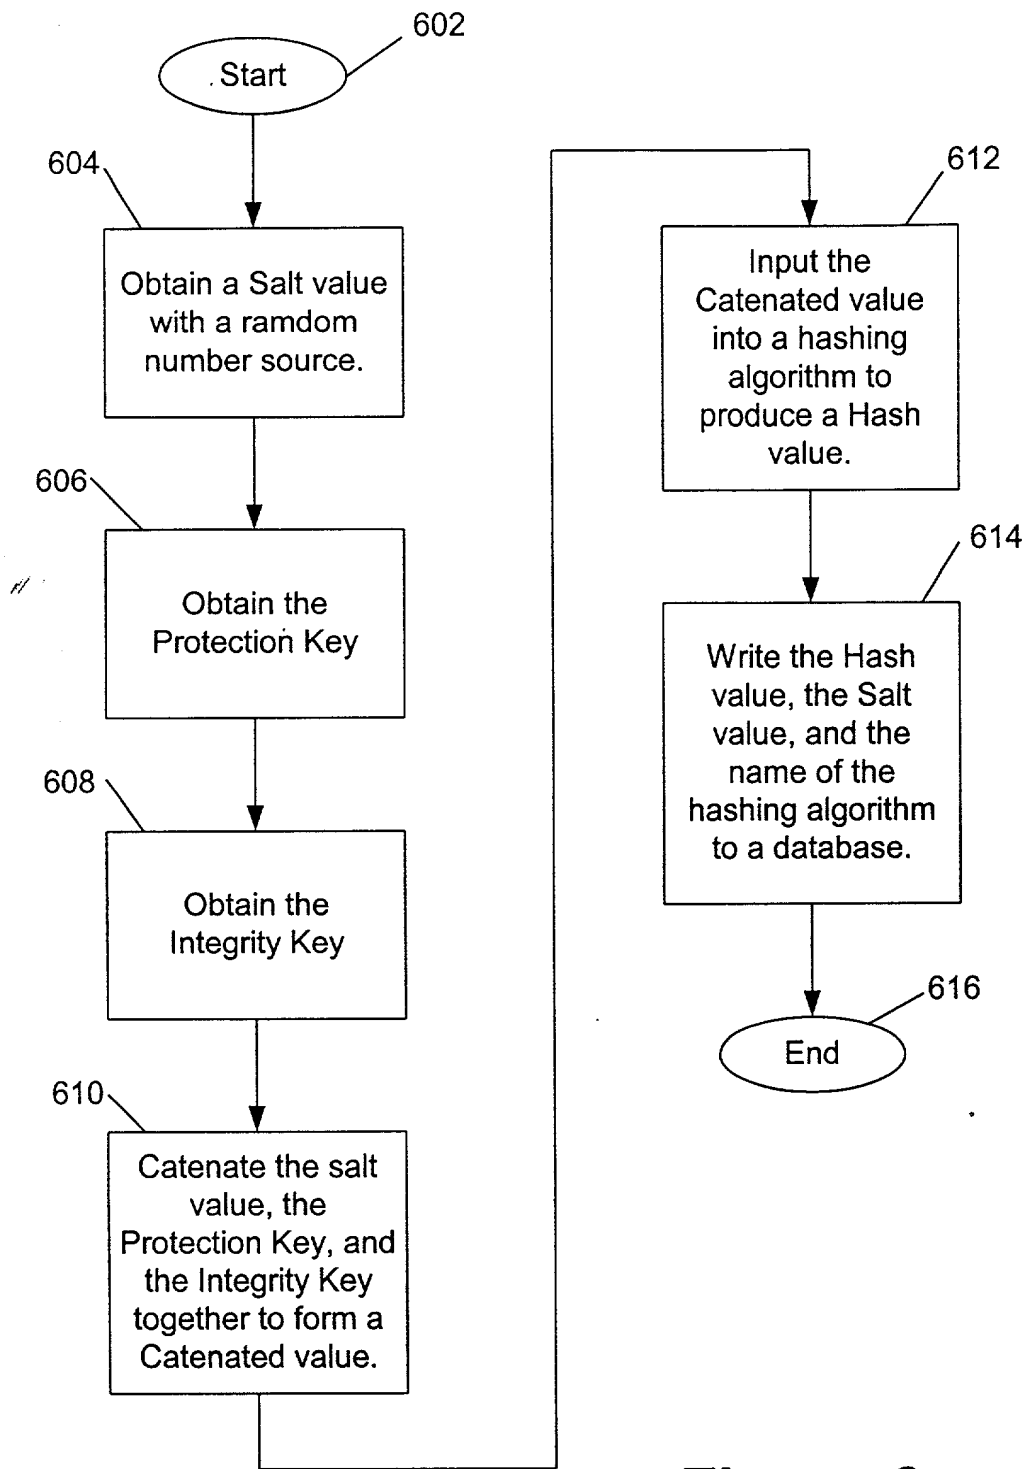 602
Start
604
Obtain a Salt value
with a ramdom
number source.
606
Obtain the
Protection Key
608
Obtain the
Integrity Key
610
Catenate the salt
value, the
Protection Key, and
the Integrity Key
together to form a
Catenated value.
612
Input the
Catenated value
into a hashing
algorithm to
produce a Hash
value.
614
Write the Hash
value, the Salt
value, and the
name of the
hashing algorithm
to a database.
616
End